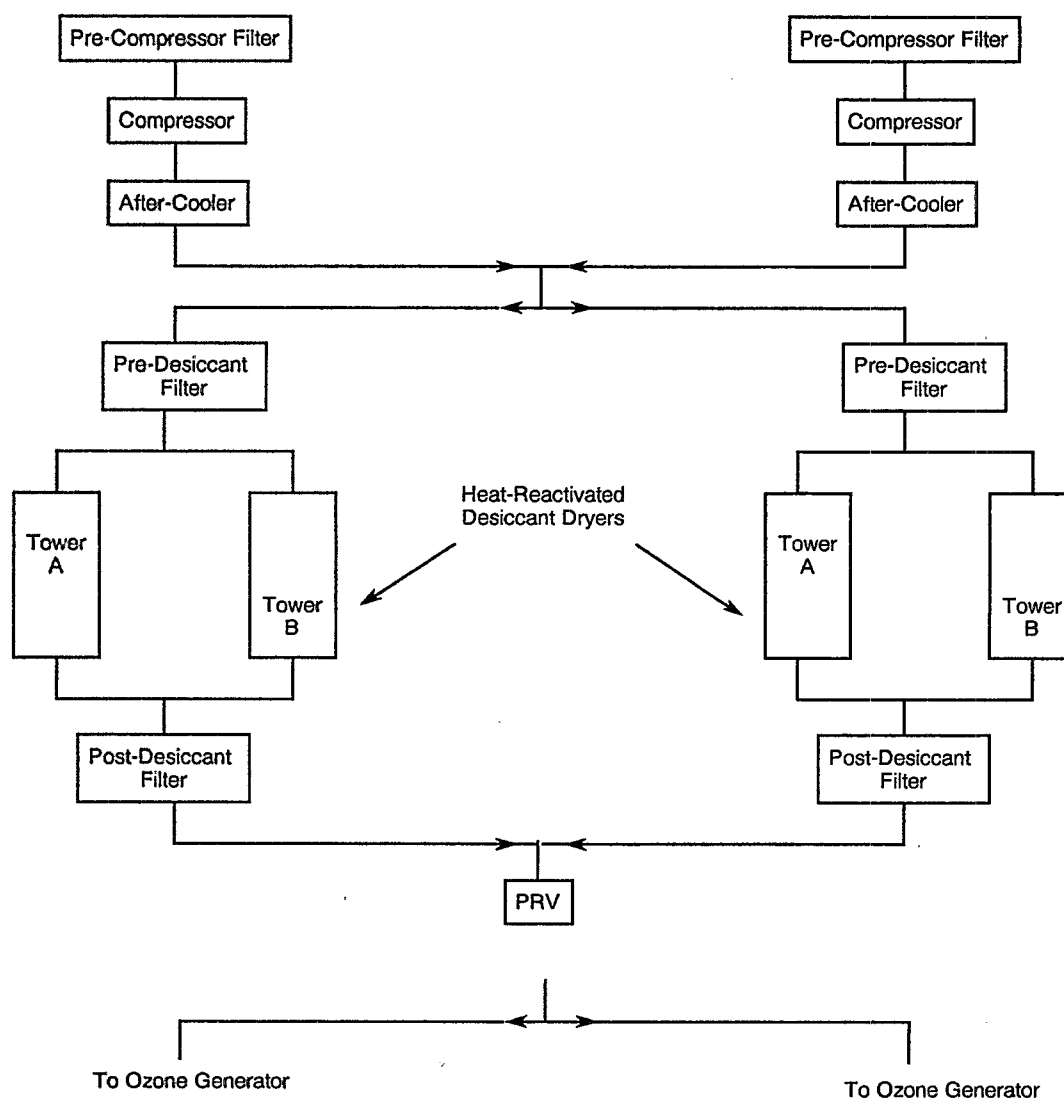 Pre-Compressor Filter
Pre-Compressor Filter
Compressor
Compressor
After-Cooler
After-Cooler
Pre-Desiccant
Filter
Pre-Desiccant
Filter
Heat-Reactivated
Desiccant Dryers
Tower
A
Tower
B
Tower
A
Tower
B
Post-Desiccant
Filter
Post-Desiccant
Filter
PRV
To Ozone Generator
To Ozone Generator